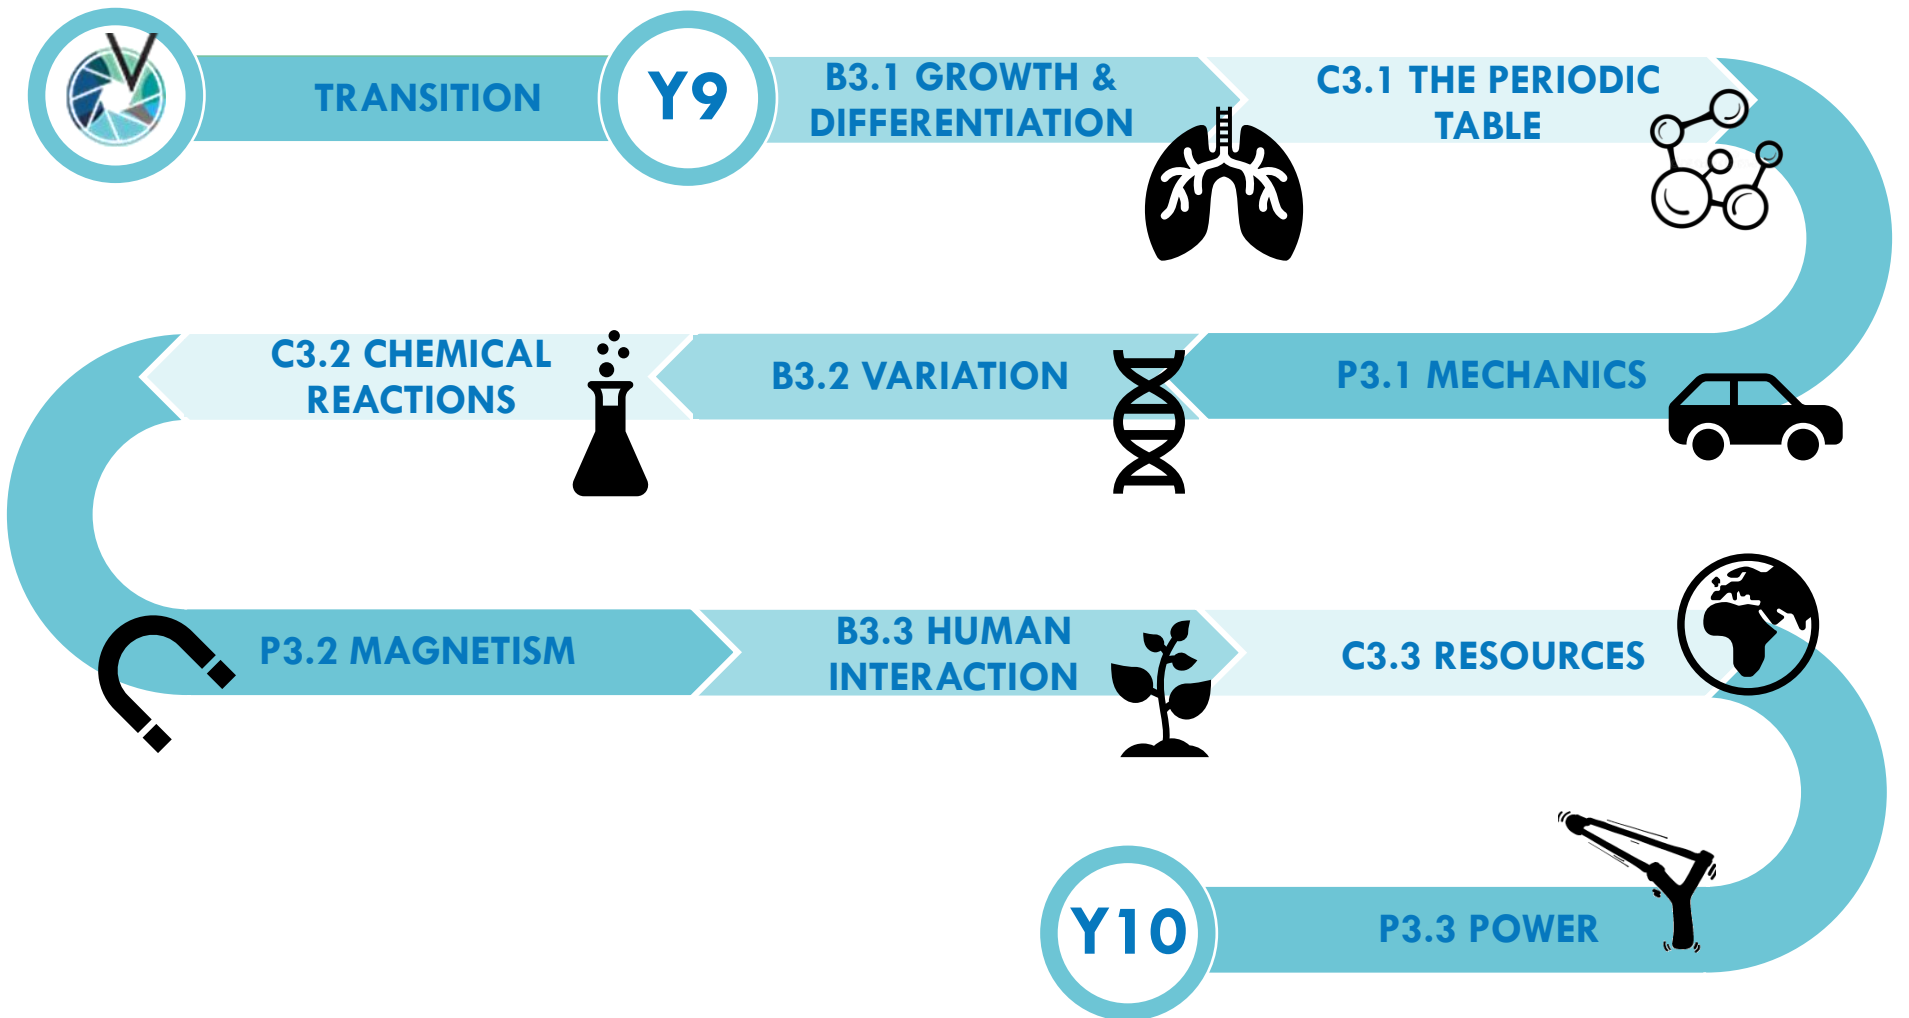 TRANSITION
Y9
B3.1 GROWTH &
DIFFERENTIATION
C3.1 THE PERIODIC
TABLE
P3.1 MECHANICS
B3.2 VARIATION
C3.2 CHEMICAL
REACTIONS
P3.2 MAGNETISM
B3.3 HUMAN
INTERACTION
C3.3 RESOURCES
P3.3 POWER
Y10